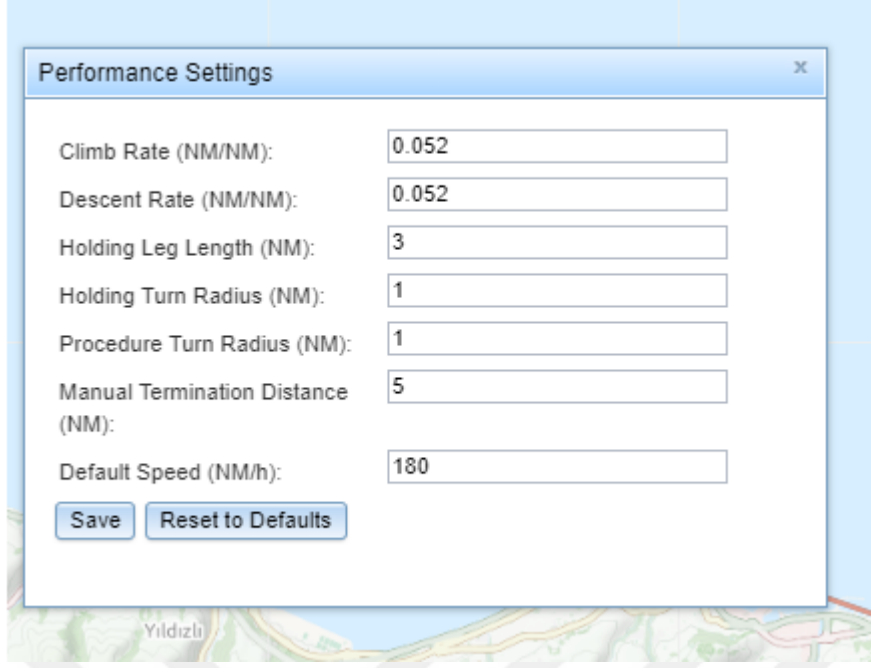 Performance Settings x
Climb Rate (NM/NM): 0.052
Descent Rate (NM/NM): 0.052
Holding Leg Length (NM): 3
Holding Turn Radius (NM): 1
Procedure Turn Radius (NM): 1
Manual Termination Distance 5
(NM):
Default Speed (NM/h): 180
Save Reset to Defaults
Yıldızlı